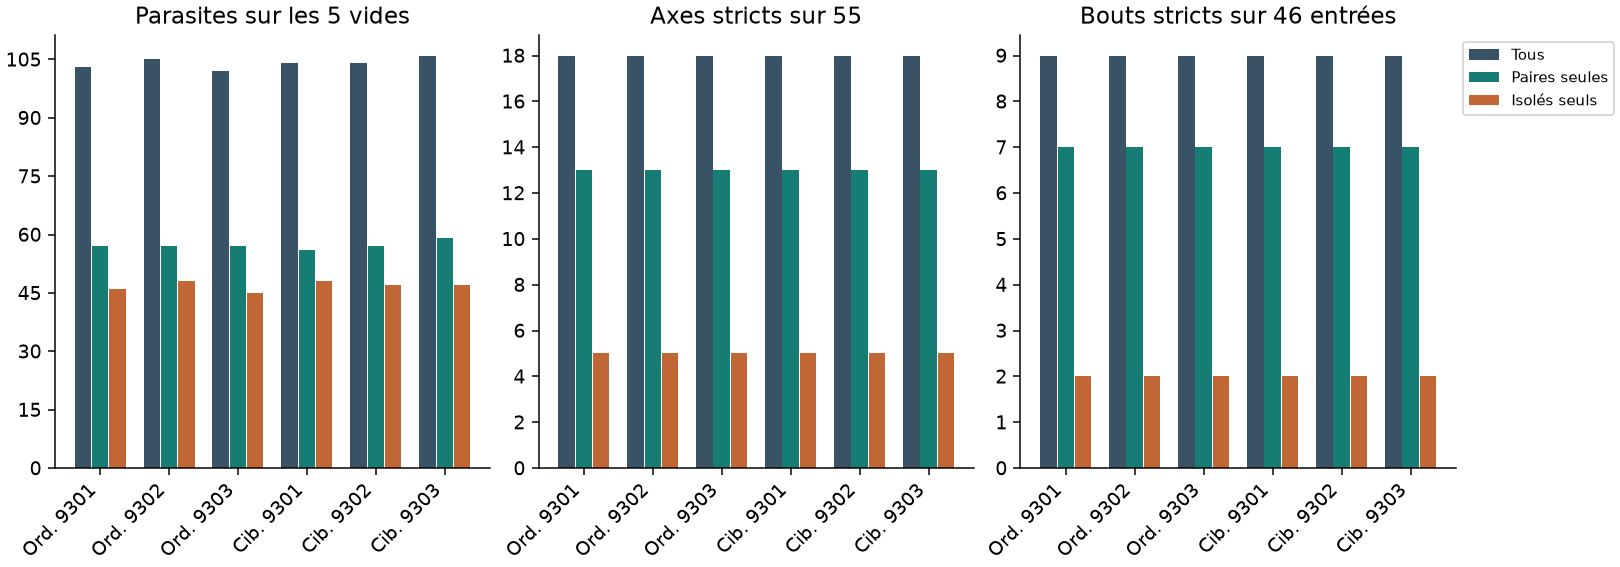 Parasites sur les 5 vides
105
90
75
60
45
30
15
0
Ord. 9301
Ord. 9302
Ord. 9303
Cib. 9301
Cib. 9302
Cib. 9303
Axes stricts sur 55
18
16
14
12
10
8
6
4
2
0
Ord. 9301
Ord. 9302
Ord. 9303
Cib. 9301
Cib. 9302
Cib. 9303
Bouts stricts sur 46 entrées
9
8
7
6
5
4
3
2
1
0
Ord. 9301
Ord. 9302
Ord. 9303
Cib. 9301
Cib. 9302
Cib. 9303
Tous
Paires seules
Isolés seuls